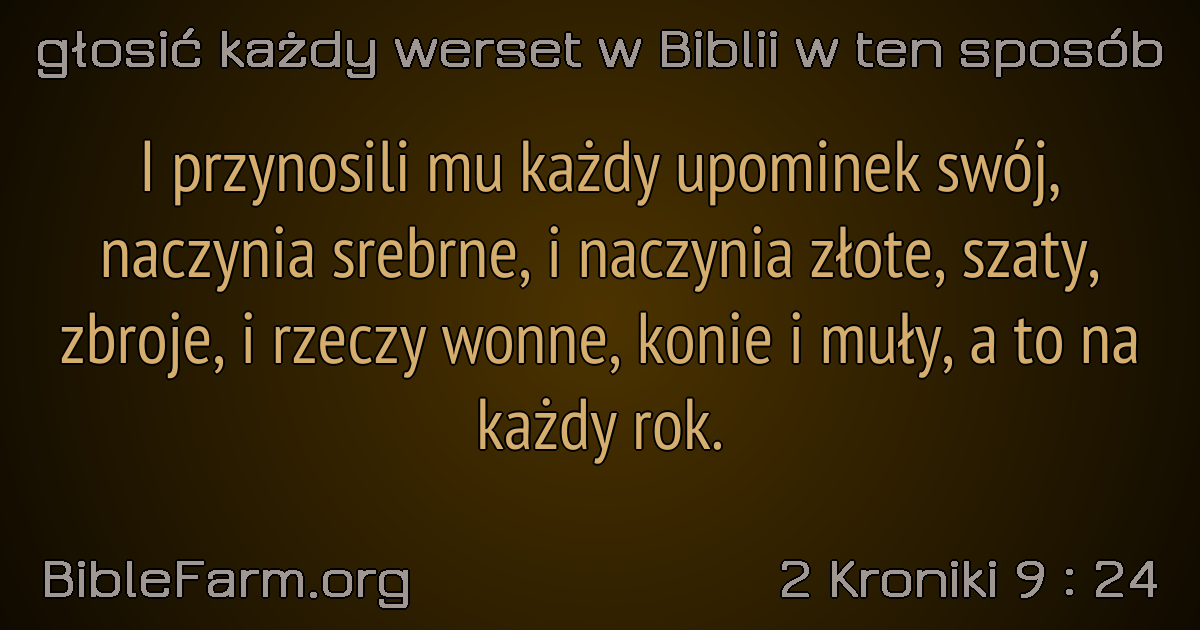 głosić każdy werset w Biblii w ten sposób
I przynosili mu każdy upominek swój,
naczynia srebrne, i naczynia złote, szaty,
zbroje, i rzeczy wonne, konie i muły, a to na
każdy rok.
BibleFarm.org
2 Kroniki 9 : 24